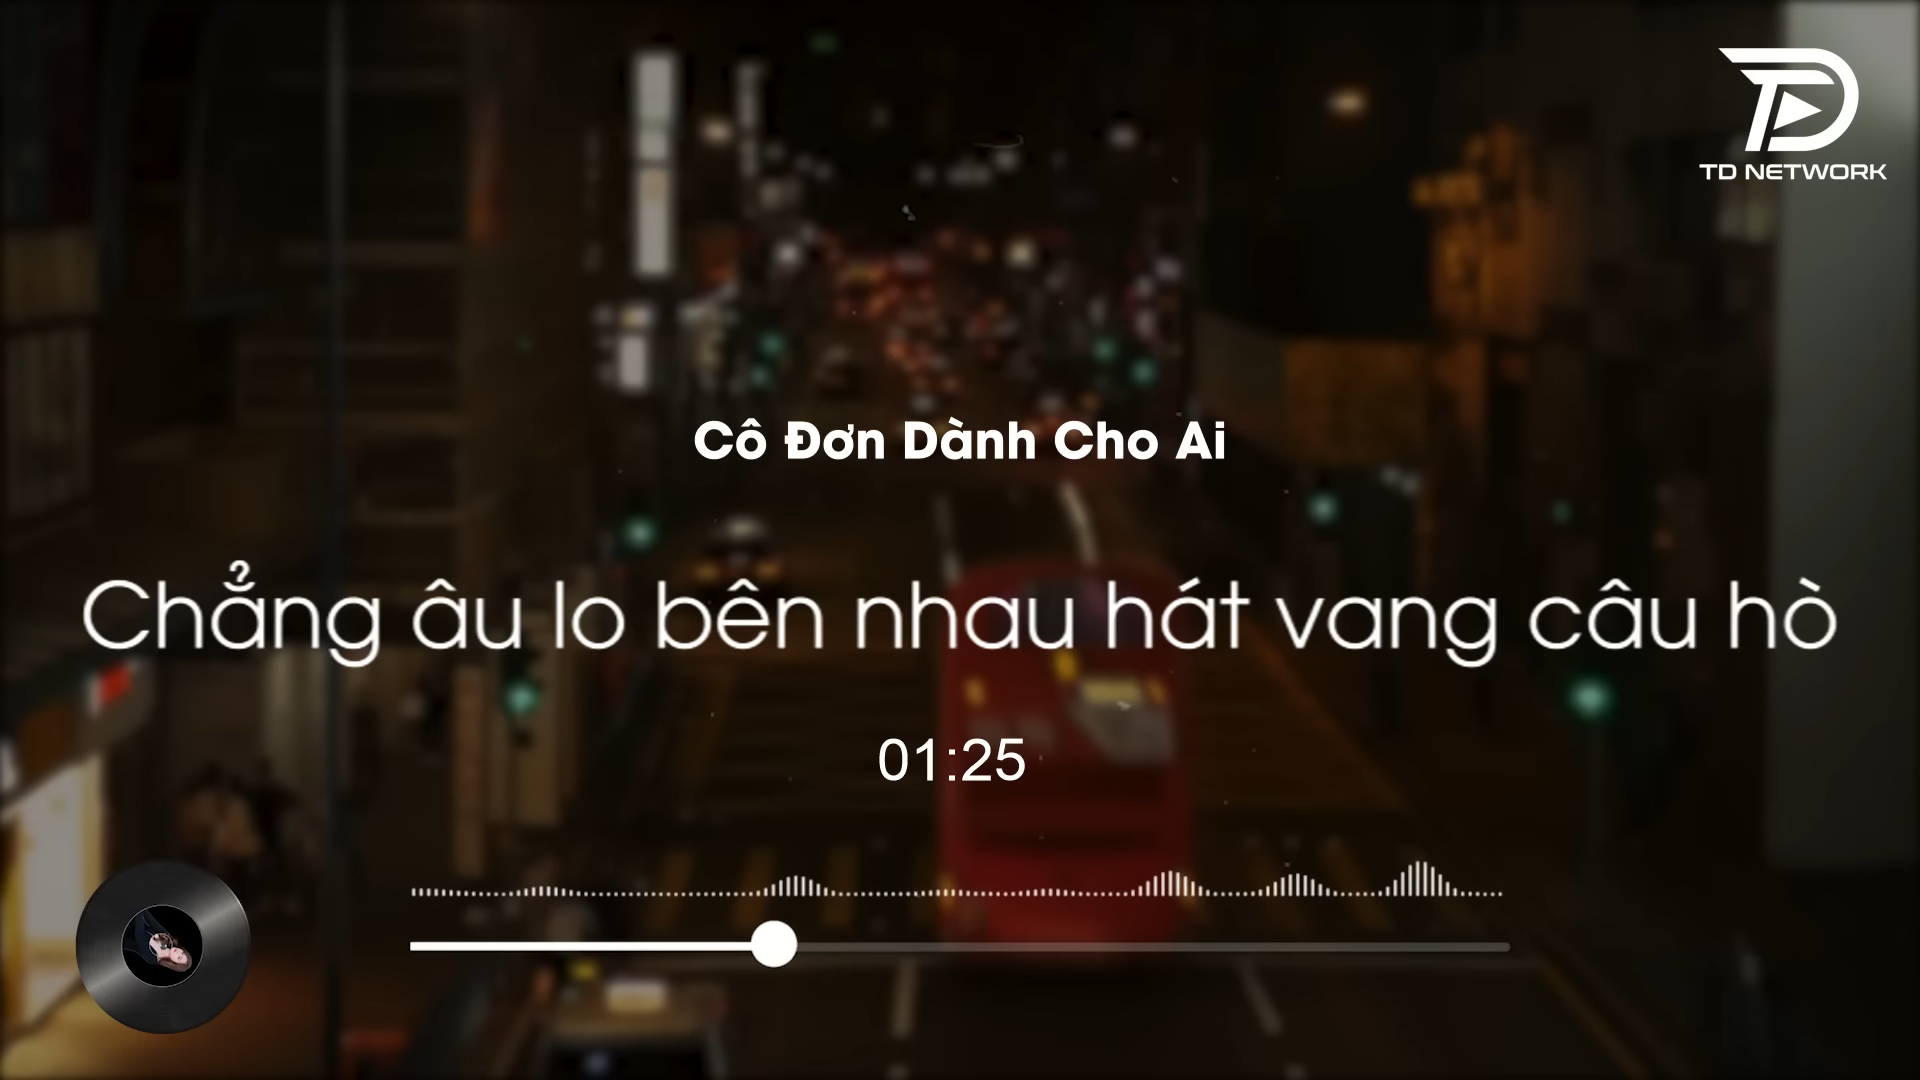 TD NETWORK
Cô Đơn Dành Cho Ai
Chẳng âu lo bên nhau hát vang câu hò
01:25